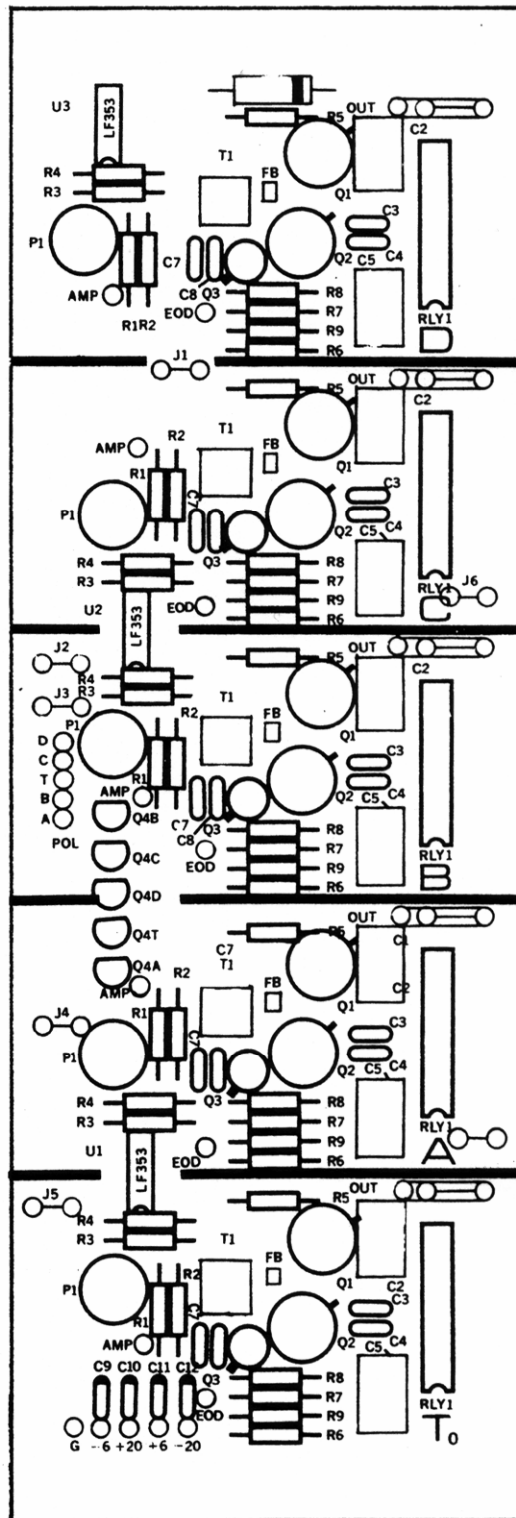 U3
LF353
R5
OUT
C2
R4
R3
T1
FB
Q1
P1
C3
C7
C8
Q3
Q2
C5
C4
AMP
R1
R2
EOD
R8
R7
R9
R6
RLY1
D
J1
R5
OUT
C2
R2
AMP
T1
FB
Q1
R1
C7
P1
C3
Q3
Q2
C5
C4
R4
R3
R8
R7
R9
R6
U2
LF353
EOD
RLY1
J6
C
J2
R5
OUT
C2
R4
R3
J3
T1
FB
Q1
P1
R2
D
C
T
B
A
POL
AMP
R1
C3
C7
C8
Q3
Q2
C5
C4
Q4B
Q4C
Q4D
Q4T
Q4A
EOD
R8
R7
R9
R6
RLY1
B
R5
OUT
C1
C7
T1
R2
AMP
FB
Q1
C2
J4
R1
P1
C7
C3
Q3
Q2
C5
C4
R4
R3
R8
R7
R9
R6
U1
LF353
EOD
RLY1
A
J5
R5
OUT
R4
R3
T1
FB
Q1
C2
P1
R2
R1
C7
C3
AMP
Q2
C5
C4
C9
C10
C11
C12
Q3
EOD
R8
R7
R9
R6
RLY1
TO
G
-6
+20
+6
-20